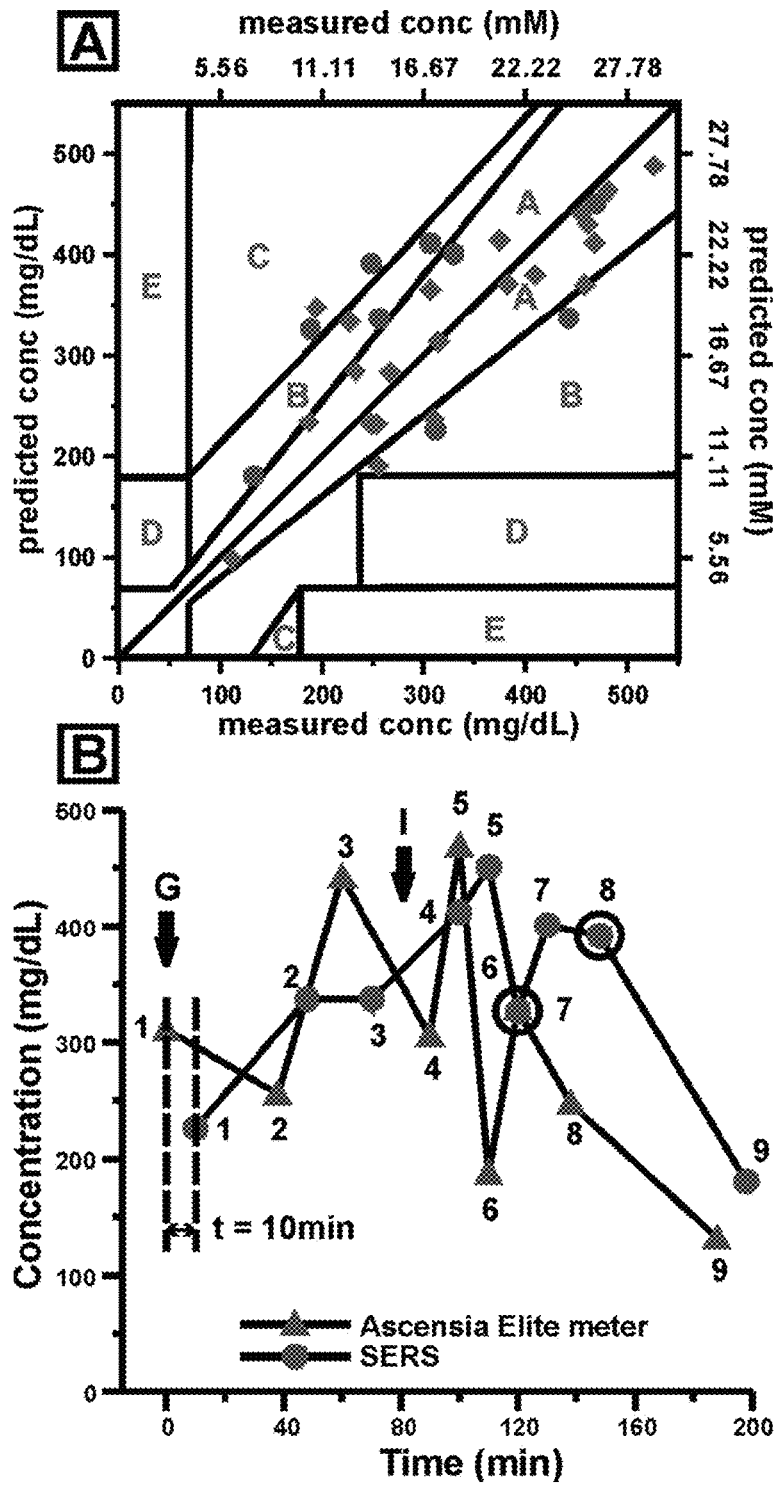 A
measured conc (mM)
5.56 11.11 16.67 22.22 27.78
predicted conc (mg/dL)
500
400
300
200
100
0
E
C
A
A
B
B
D
D
C
E
27.78
22.22
16.67
11.11
5.56
predicted conc (mM)
0 100 200 300 400 500
measured conc (mg/dL)
B
Concentration (mg/dL)
500
400
300
200
100
0
G
I
1
2
3
4
5
6
7
8
9
1
2
3
4
5
6
7
8
9
t = 10min
Ascensia Elite meter
SERS
0 40 80 120 160 200
Time (min)